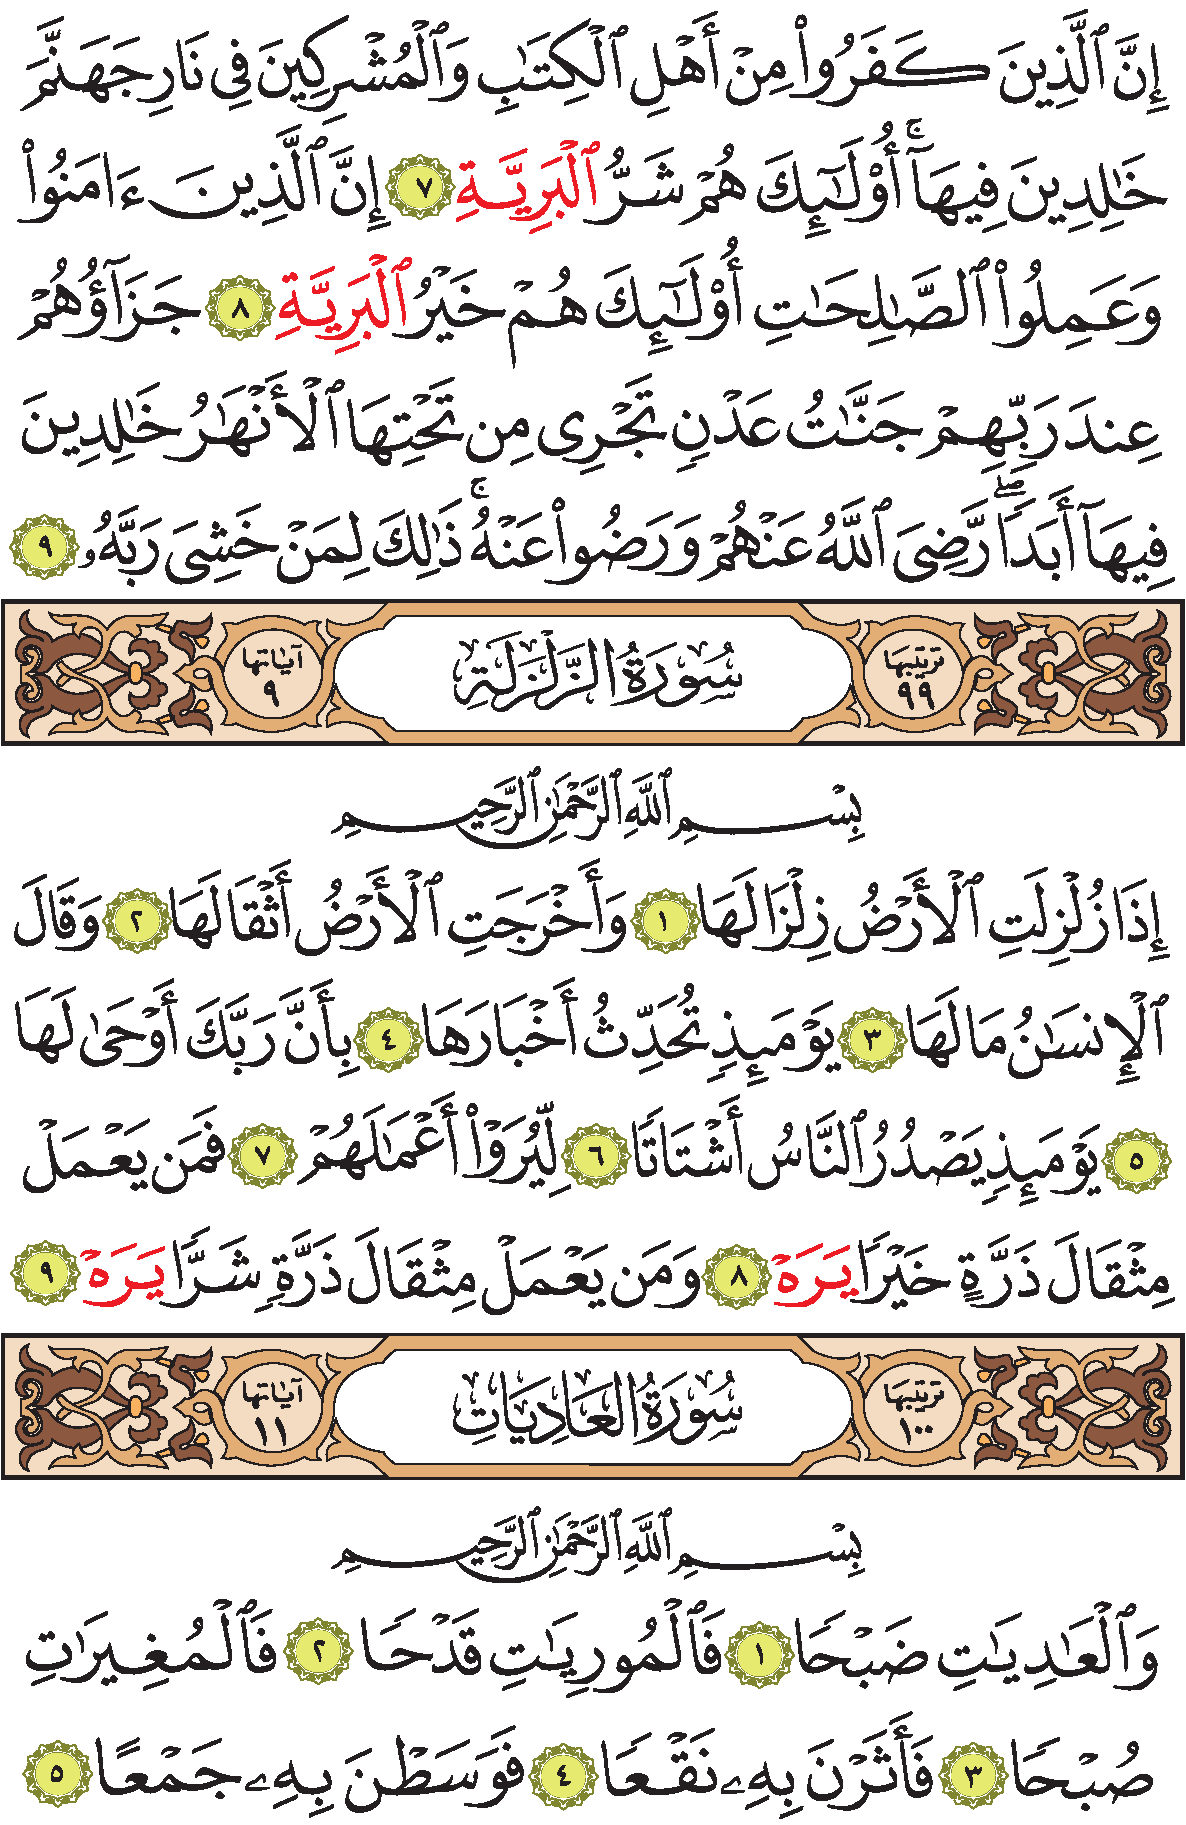 إِنَّ ٱلَّذِينَ كَفَرُوا۟ مِنْ أَهْلِ ٱلْكِتَٰبِ وَٱلْمُشْرِكِينَ فِى نَارِ جَهَنَّمَ
خَٰلِدِينَ فِيهَآ ۚ أُو۟لَٰٓئِكَ هُمْ شَرُّ ٱلْبَرِيَّةِ ٧ إِنَّ ٱلَّذِينَ ءَامَنُوا۟
وَعَمِلُوا۟ ٱلصَّٰلِحَٰتِ أُو۟لَٰٓئِكَ هُمْ خَيْرُ ٱلْبَرِيَّةِ ٨ جَزَآؤُهُمْ
عِندَ رَبِّهِمْ جَنَّٰتُ عَدْنٍ تَجْرِى مِن تَحْتِهَا ٱلْأَنْهَٰرُ خَٰلِدِينَ
فِيهَآ أَبَدًا ۖ رَّضِىَ ٱللَّهُ عَنْهُمْ وَرَضُوا۟ عَنْهُ ۚ ذَٰلِكَ لِمَنْ خَشِىَ رَبَّهُۥ ٩
ترتيبها ٩٩ سُورَةُ الزَّلْزَلَةِ آياتها ٩
بِسْمِ ٱللَّهِ ٱلرَّحْمَٰنِ ٱلرَّحِيمِ
إِذَا زُلْزِلَتِ ٱلْأَرْضُ زِلْزَالَهَا ١ وَأَخْرَجَتِ ٱلْأَرْضُ أَثْقَالَهَا ٢ وَقَالَ
ٱلْإِنسَٰنُ مَا لَهَا ٣ يَوْمَئِذٍ تُحَدِّثُ أَخْبَارَهَا ٤ بِأَنَّ رَبَّكَ أَوْحَىٰ لَهَا
٥ يَوْمَئِذٍ يَصْدُرُ ٱلنَّاسُ أَشْتَاتًا ٦ لِّيُرَوْا۟ أَعْمَٰلَهُمْ ٧ فَمَن يَعْمَلْ
مِثْقَالَ ذَرَّةٍ خَيْرًا يَرَهْ ٨ وَمَن يَعْمَلْ مِثْقَالَ ذَرَّةٍ شَرًّا يَرَهْ ٩
ترتيبها ١٠٠ سُورَةُ العَادِيَاتِ آياتها ١١
بِسْمِ ٱللَّهِ ٱلرَّحْمَٰنِ ٱلرَّحِيمِ
وَٱلْعَٰدِيَٰتِ ضَبْحًا ١ فَٱلْمُورِيَٰتِ قَدْحًا ٢ فَٱلْمُغِيرَٰتِ
صُبْحًا ٣ فَأَثَرْنَ بِهِۦ نَقْعًا ٤ فَوَسَطْنَ بِهِۦ جَمْعًا ٥